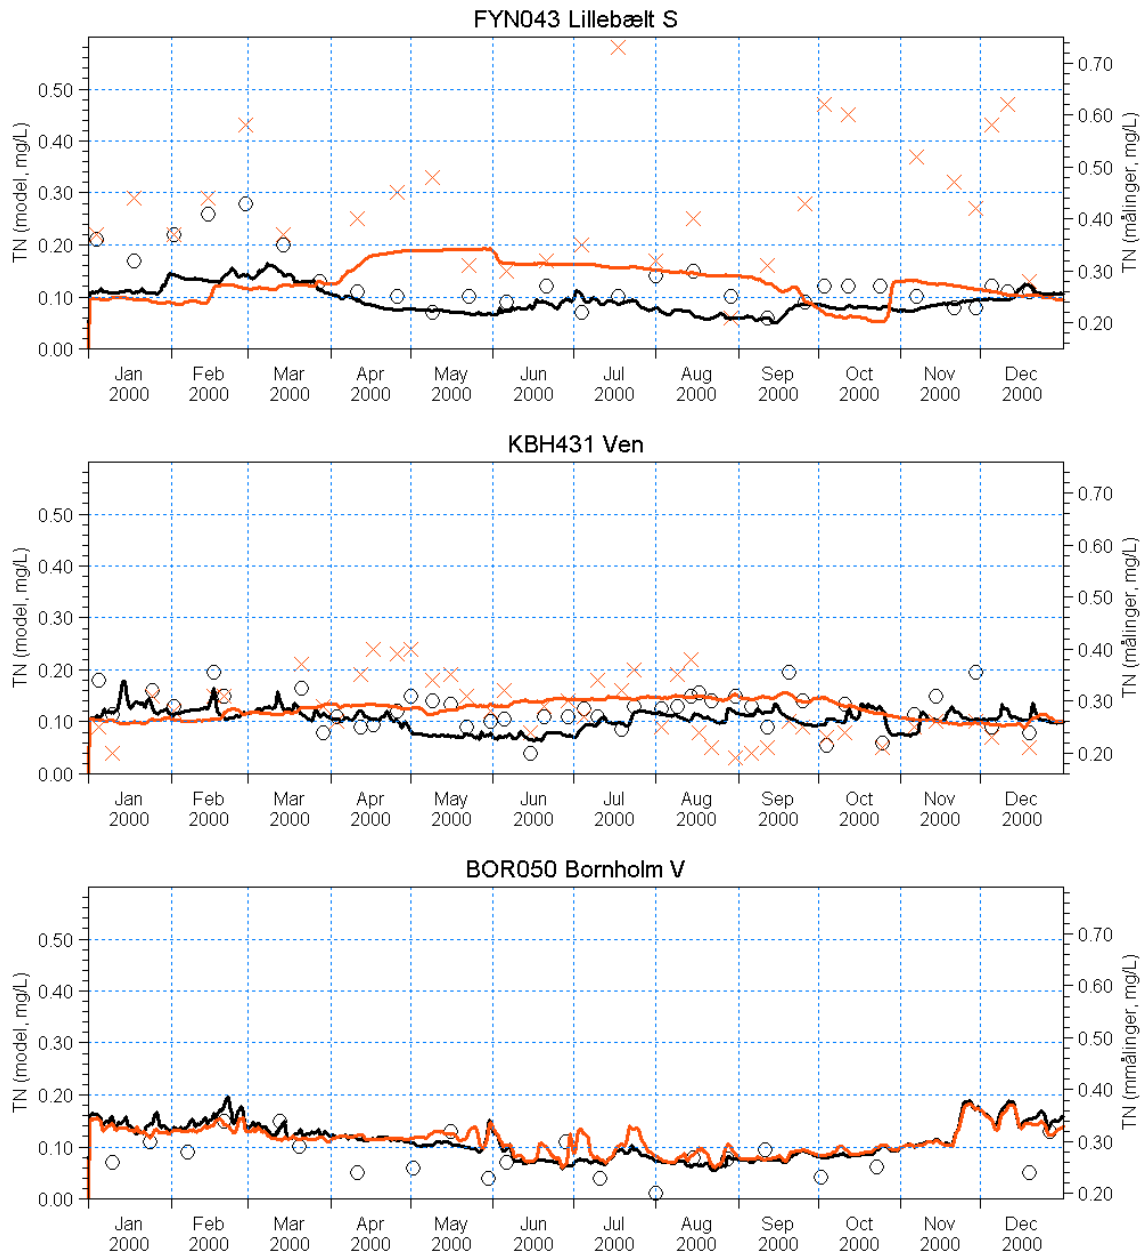 FYN043 Lillebælt S
TN (model, mg/L)
0.50
0.40
0.30
0.20
0.10
0.00
0.70
0.60
0.50
0.40
0.30
0.20
TN (målinger, mg/L)
Jan Feb Mar Apr May Jun Jul Aug Sep Oct Nov Dec
2000 2000 2000 2000 2000 2000 2000 2000 2000 2000 2000 2000
KBH431 Ven
TN (model, mg/L)
0.50
0.40
0.30
0.20
0.10
0.00
0.70
0.60
0.50
0.40
0.30
0.20
TN (målinger, mg/L)
Jan Feb Mar Apr May Jun Jul Aug Sep Oct Nov Dec
2000 2000 2000 2000 2000 2000 2000 2000 2000 2000 2000 2000
BOR050 Bornholm V
TN (model, mg/L)
0.50
0.40
0.30
0.20
0.10
0.00
0.70
0.60
0.50
0.40
0.30
0.20
TN (mmålinger, mg/L)
Jan Feb Mar Apr May Jun Jul Aug Sep Oct Nov Dec
2000 2000 2000 2000 2000 2000 2000 2000 2000 2000 2000 2000